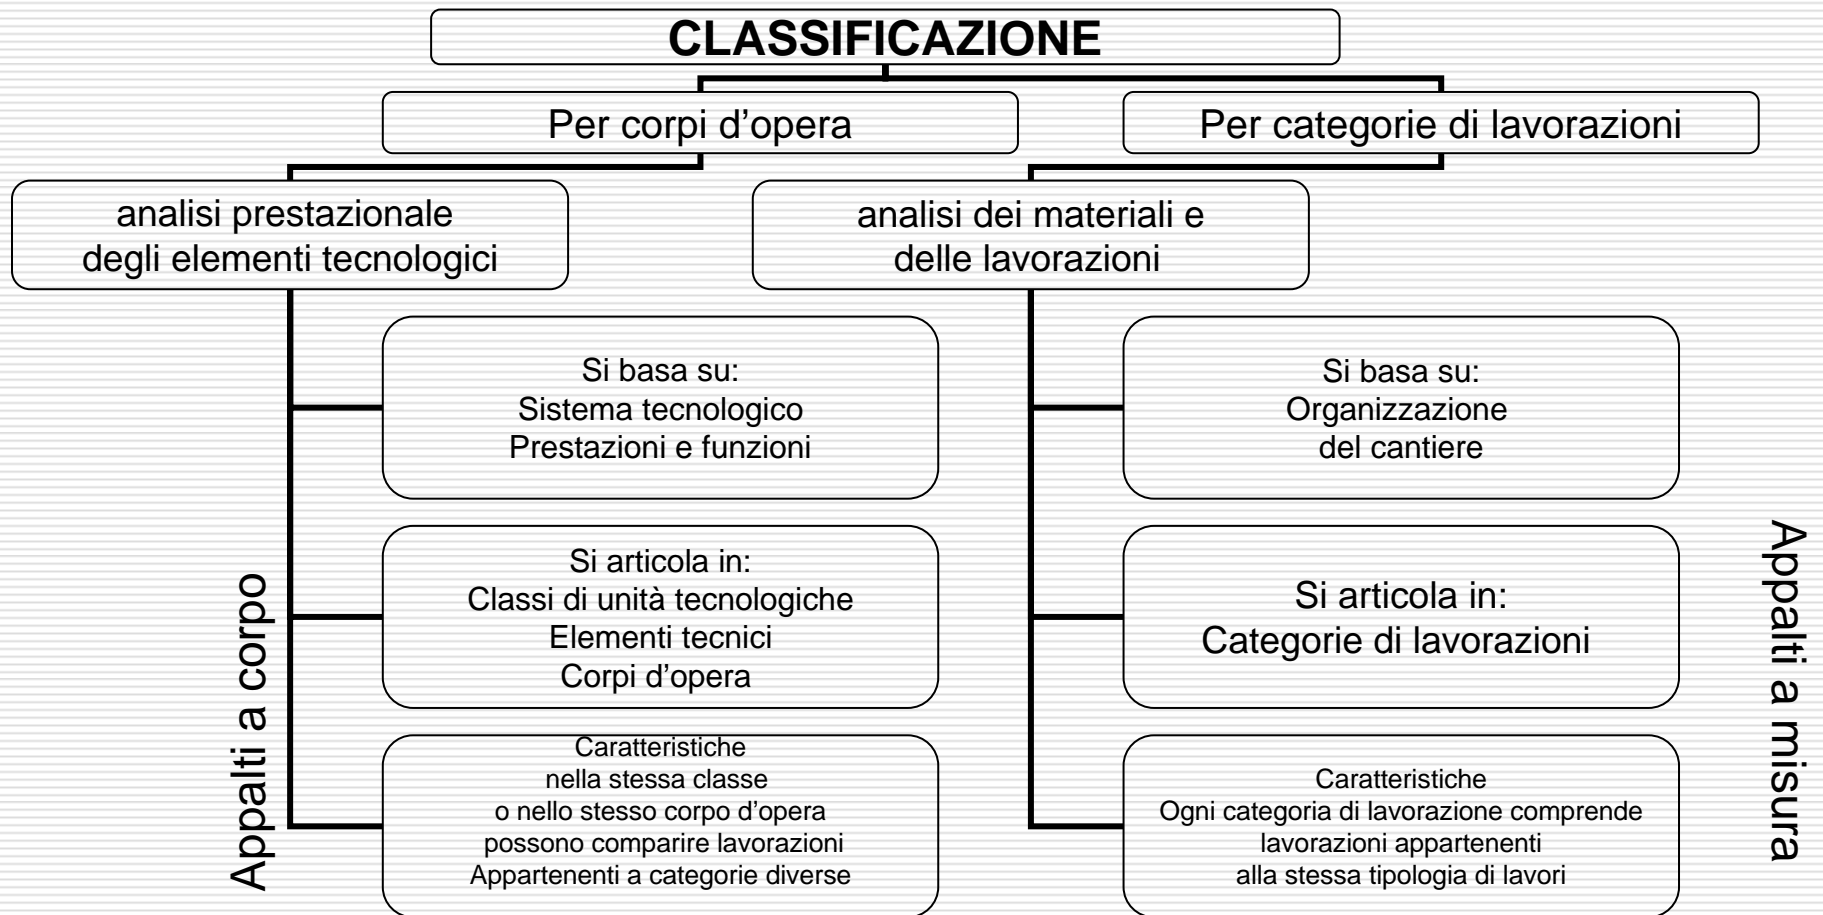 CLASSIFICAZIONE
Per corpi d’opera
Per categorie di lavorazioni
analisi prestazionale
degli elementi tecnologici
analisi dei materiali e
delle lavorazioni
Si basa su:
Sistema tecnologico
Prestazioni e funzioni
Si basa su:
Organizzazione
del cantiere
Si articola in:
Classi di unità tecnologiche
Elementi tecnici
Corpi d’opera
Si articola in:
Categorie di lavorazioni
Caratteristiche
nella stessa classe
o nello stesso corpo d’opera
possono comparire lavorazioni
Appartenenti a categorie diverse
Caratteristiche
Ogni categoria di lavorazione comprende
lavorazioni appartenenti
alla stessa tipologia di lavori
Appalti a corpo
Appalti a misura